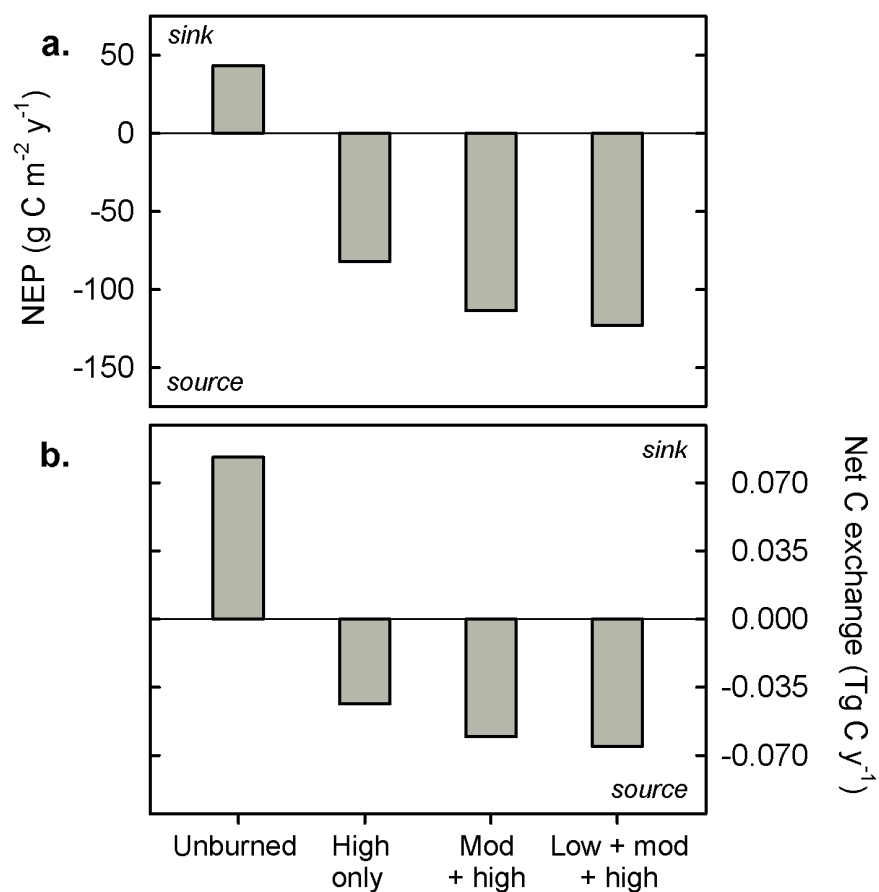 a.
sink
NEP (g C m⁻² y⁻¹)
50
0
-50
-100
-150
source
b.
sink
Net C exchange (Tg C y⁻¹)
0.070
0.035
0.000
-0.035
-0.070
source
Unburned
High
only
Mod
+ high
Low + mod
+ high